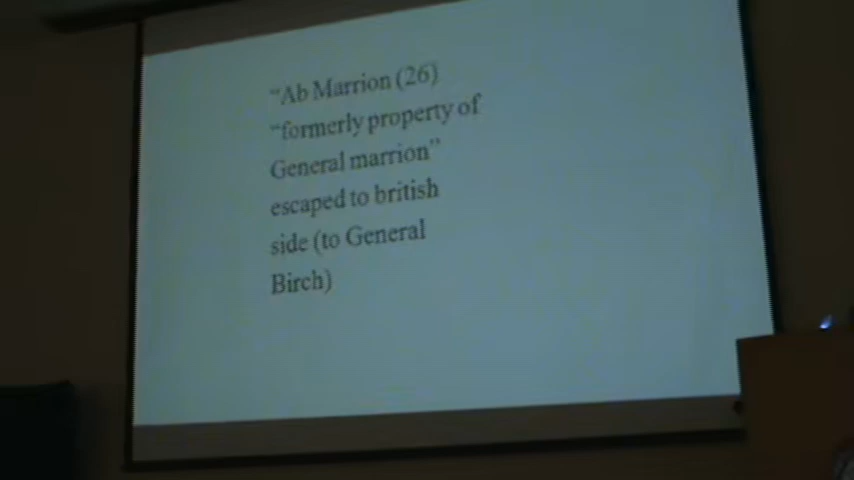 “Ab Marrion (26)
“formerly property of
General marrion”
escaped to british
side (to General
Birch)